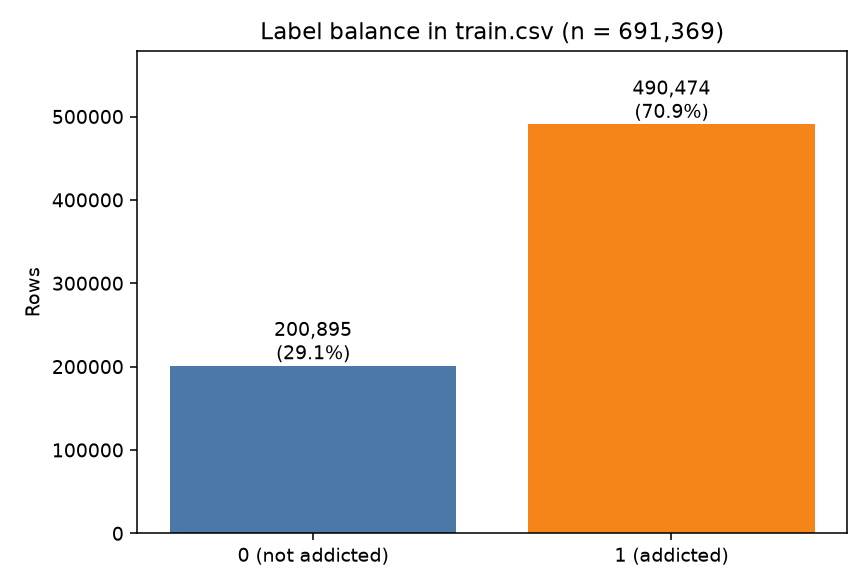 Label balance in train.csv (n = 691,369)
490,474
(70.9%)
200,895
(29.1%)
Rows
500000
400000
300000
200000
100000
0
0 (not addicted)
1 (addicted)